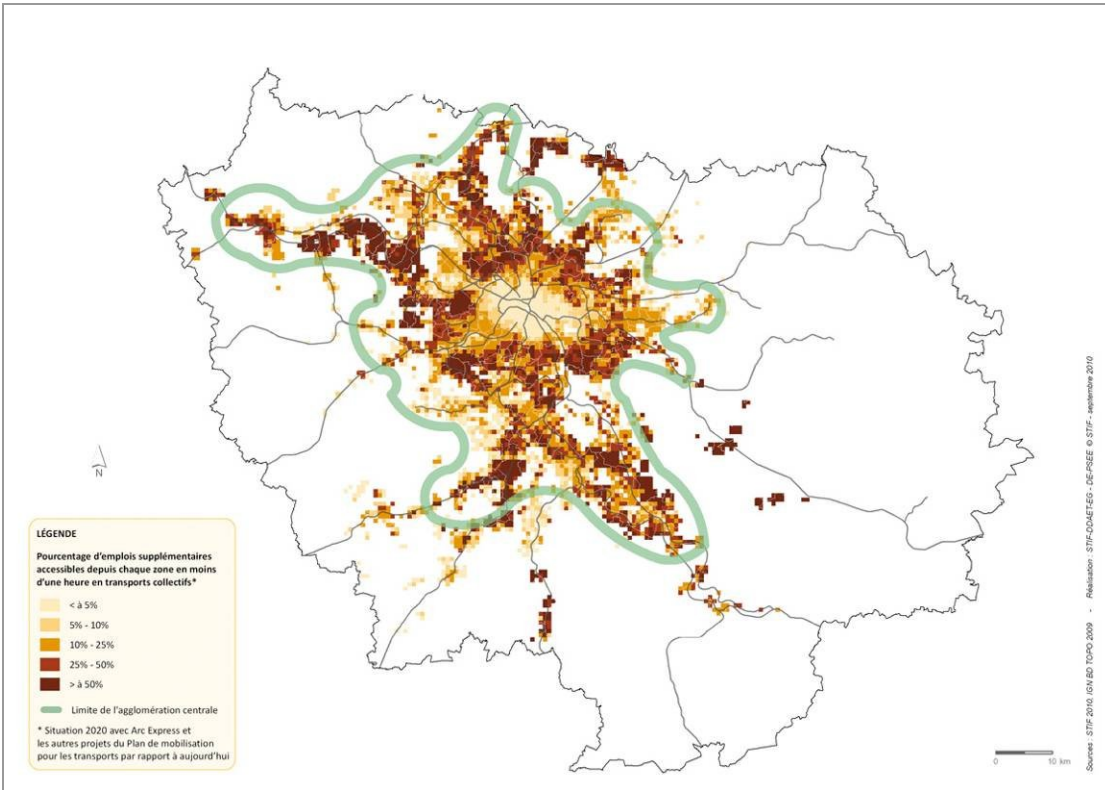 N
LÉGENDE
Pourcentage d'emplois supplémentaires
accessibles depuis chaque zone en moins
d'une heure en transports collectifs*
< à 5%
5% - 10%
10% - 25%
25% - 50%
> à 50%
Limite de l'agglomération centrale
* Situation 2020 avec Arc Express et
les autres projets du Plan de mobilisation
pour les transports par rapport à aujourd'hui
0 10 km
Sources : STIF 2010, IGN BD TOPO 2009 - Réalisation : STIF-DDAET-EG - DE-PSEE © STIF - septembre 2010